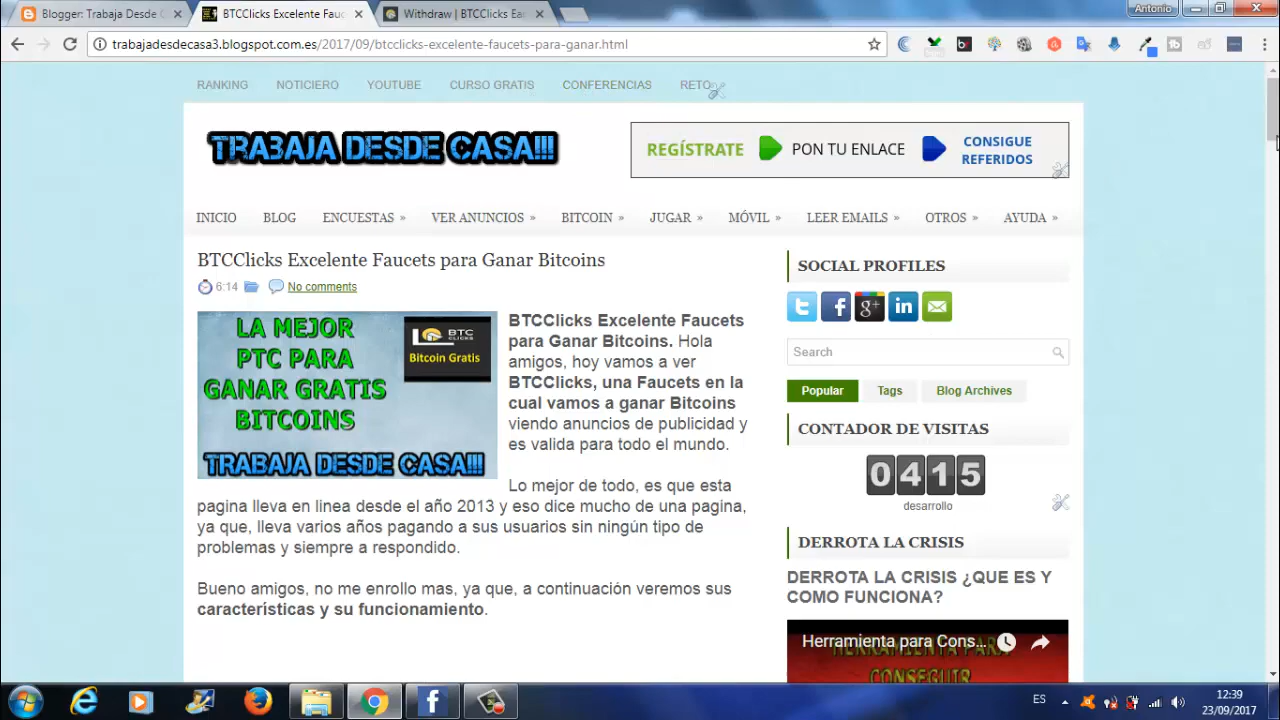 Blogger: Trabaja Desde C
BTCClicks Excelente Fauc
Withdraw | BTCClicks Ea
Antonio
trabajadesdecasa3.blogspot.com.es/2017/09/btcclicks-excelente-faucets-para-ganar.html
RANKING NOTICIERO YOUTUBE CURSO GRATIS CONFERENCIAS RETO
TRABAJA DESDE CASA!!!
REGÍSTRATE PON TU ENLACE CONSIGUE REFERIDOS
INICIO BLOG ENCUESTAS » VER ANUNCIOS » BITCOIN » JUGAR » MÓVIL » LEER EMAILS » OTROS » AYUDA »
BTCClicks Excelente Faucets para Ganar Bitcoins
6:14 No comments
LA MEJOR
PTC PARA
GANAR GRATIS
BITCOINS
BTC
CLICKS
Bitcoin Gratis
TRABAJA DESDE CASA!!!
BTCClicks Excelente Faucets
para Ganar Bitcoins. Hola
amigos, hoy vamos a ver
BTCClicks, una Faucets en la
cual vamos a ganar Bitcoins
viendo anuncios de publicidad y
es valida para todo el mundo.
Lo mejor de todo, es que esta
pagina lleva en linea desde el año 2013 y eso dice mucho de una pagina,
ya que, lleva varios años pagando a sus usuarios sin ningún tipo de
problemas y siempre a respondido.
Bueno amigos, no me enrollo mas, ya que, a continuación veremos sus
características y su funcionamiento.
SOCIAL PROFILES
Search
Popular Tags Blog Archives
CONTADOR DE VISITAS
0415
desarrollo
DERROTA LA CRISIS
DERROTA LA CRISIS ¿QUE ES Y
COMO FUNCIONA?
Herramienta para Cons...
HERRAMIENTA PARA
CONSEGUIR
ES
12:39
23/09/2017